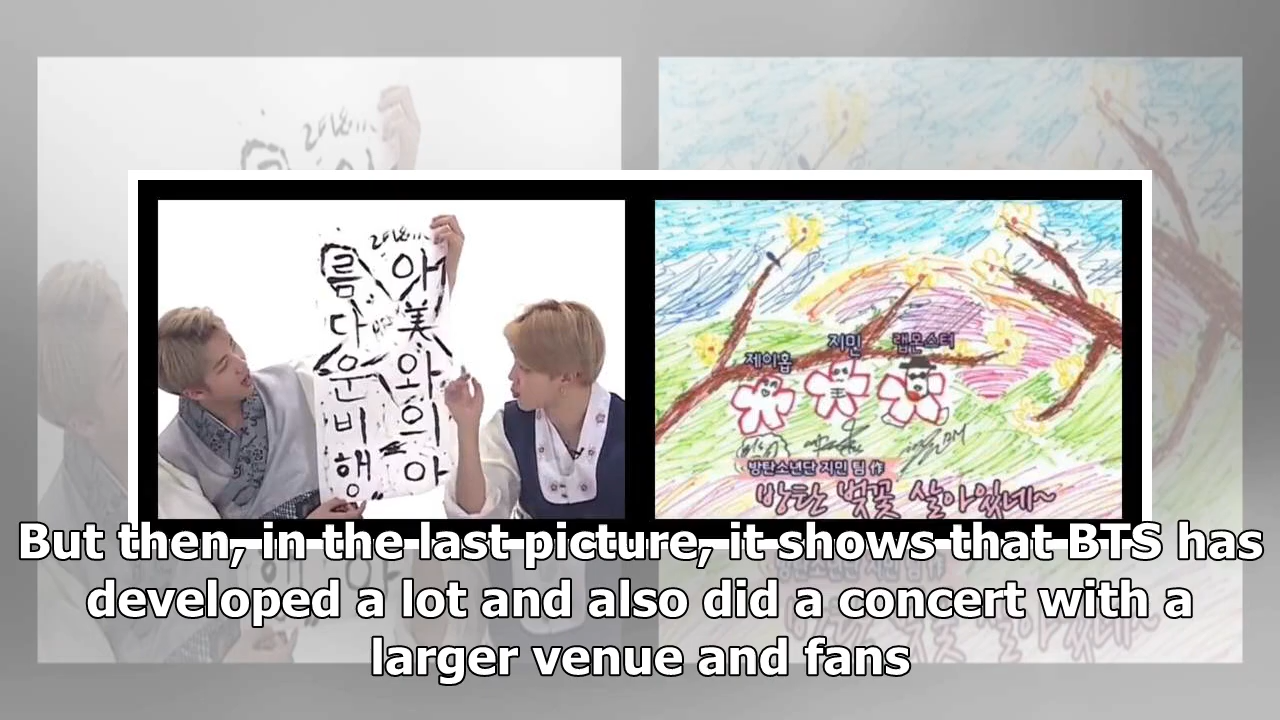 아美와의아
름다운비행
제이홉
지민
랩몬스터
방탄소년단 지민 팀 作
방탄 벚꽃 살아있네~
But then, in the last picture, it shows that BTS has
developed a lot and also did a concert with a
larger venue and fans